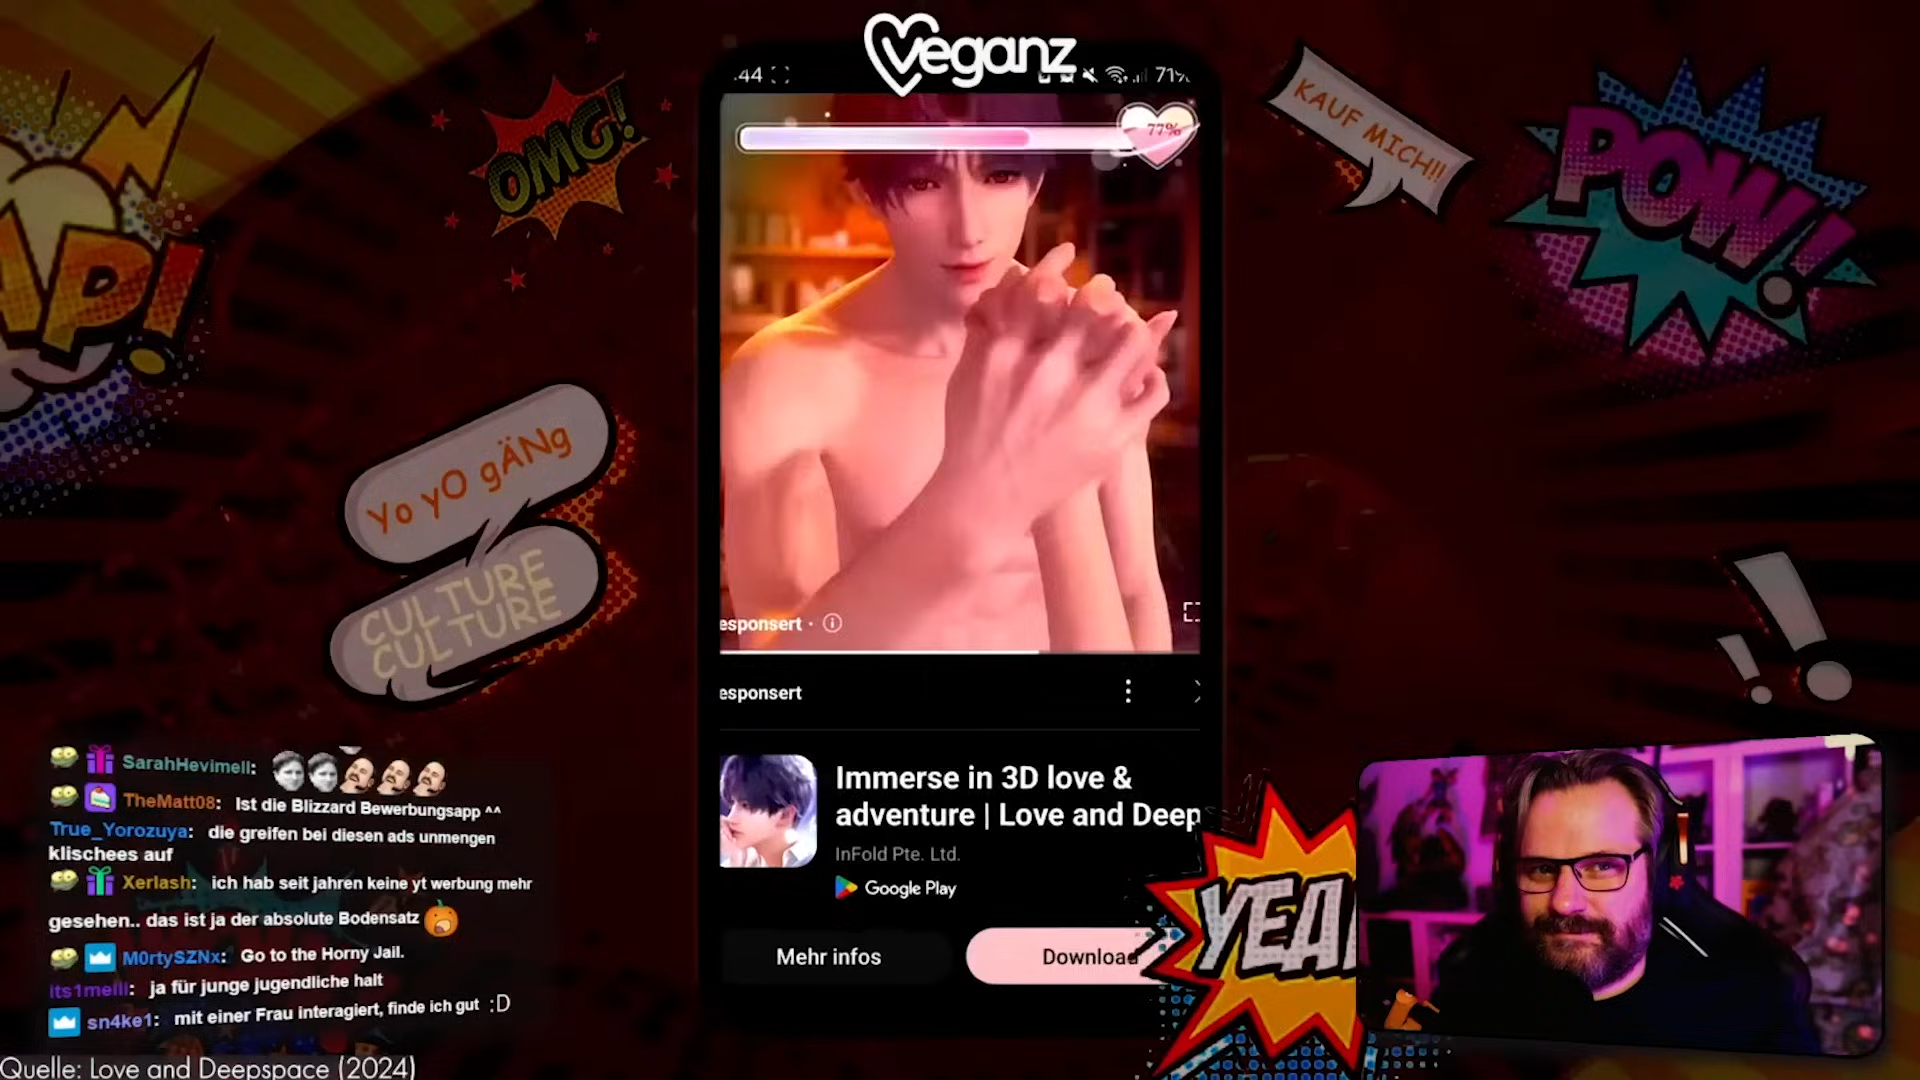 veganz
:44
71%
77%
OMG!
KAUF MICH!!
POW!
AP!
Yo yO gÄNg
CULTURE
CULTURE
esponsert ·
esponsert
Immerse in 3D love &
adventure | Love and Deep
InFold Pte. Ltd.
Google Play
Mehr infos
Download
YEA
SarahHevimell:
TheMatt08: Ist die Blizzard Bewerbungsapp ^^
True_Yorozuya: die greifen bei diesen ads unmengen
klischees auf
Xerlash: ich hab seit jahren keine yt werbung mehr
gesehen.. das ist ja der absolute Bodensatz
M0rtySZNx: Go to the Horny Jail.
its1melli: ja für junge jugendliche halt
sn4ke1: mit einer Frau interagiert, finde ich gut :D
Quelle: Love and Deepspace (2024)